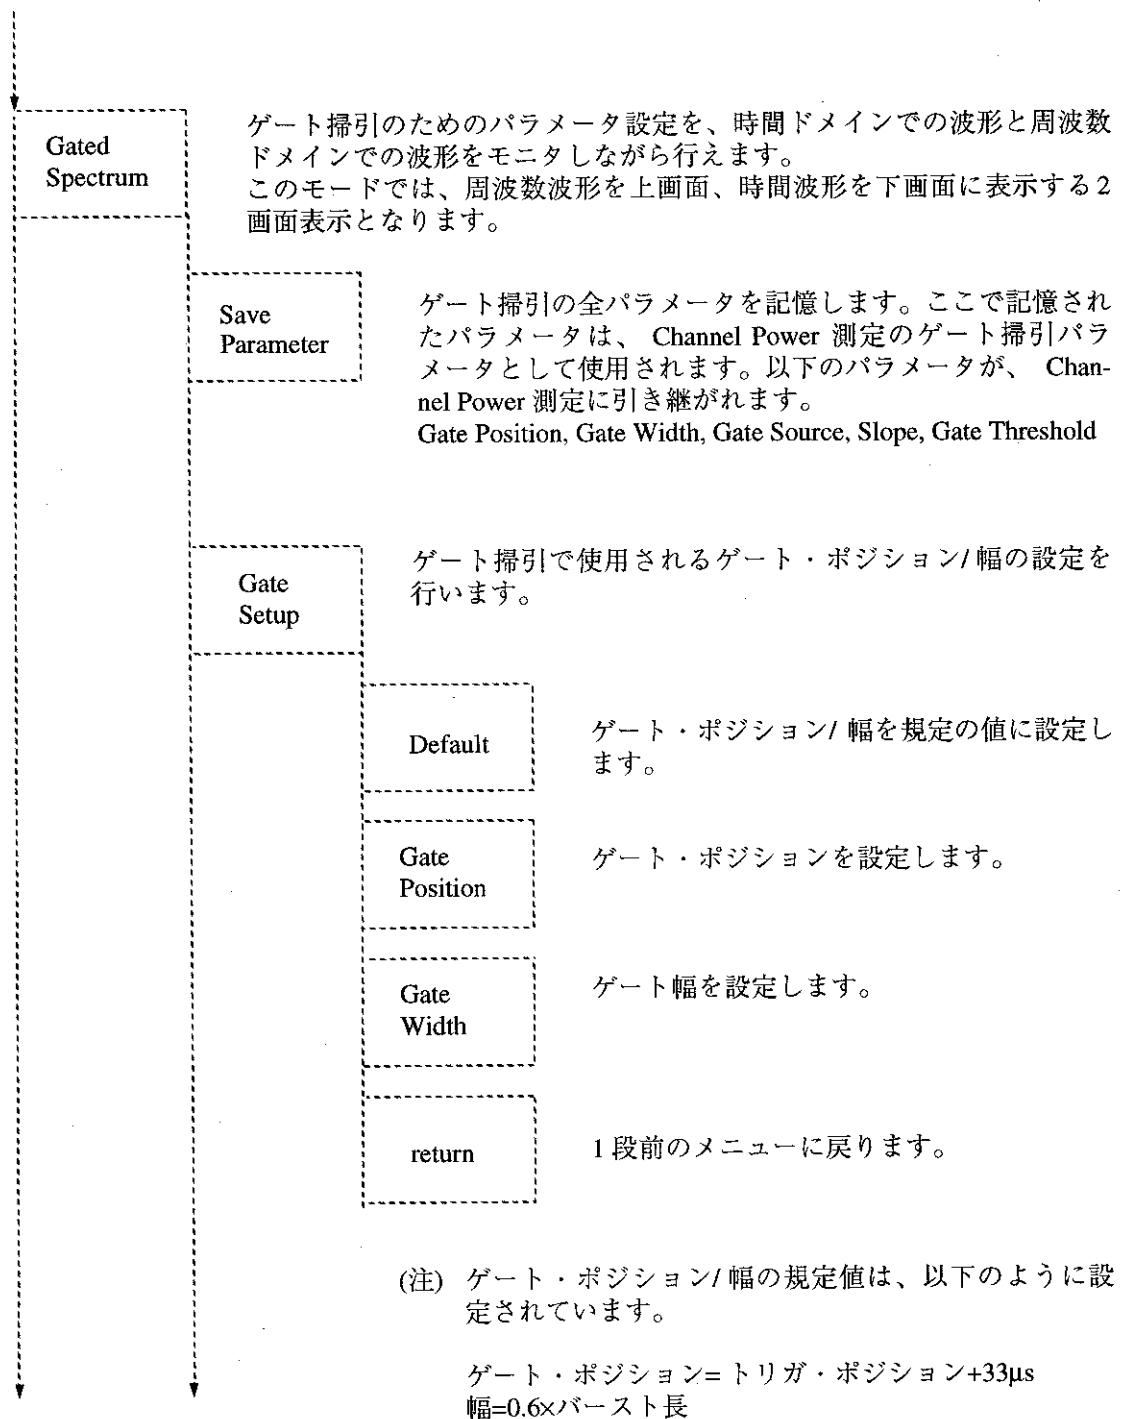 Gated
Spectrum
ゲート掃引のためのパラメータ設定を、時間ドメインでの波形と周波数
ドメインでの波形をモニタしながら行えます。
このモードでは、周波数波形を上画面、時間波形を下画面に表示する2
画面表示となります。
Save
Parameter
ゲート掃引の全パラメータを記憶します。ここで記憶され
たパラメータは、 Channel Power 測定のゲート掃引パラ
メータとして使用されます。以下のパラメータが、 Chan-
nel Power 測定に引き継がれます。
Gate Position, Gate Width, Gate Source, Slope, Gate Threshold
Gate
Setup
ゲート掃引で使用されるゲート・ポジション/ 幅の設定を
行います。
Default
ゲート・ポジション/ 幅を規定の値に設定し
ます。
Gate
Position
ゲート・ポジションを設定します。
Gate
Width
ゲート幅を設定します。
return
1 段前のメニューに戻ります。
(注) ゲート・ポジション/ 幅の規定値は、以下のように設
定されています。
ゲート・ポジション= トリガ・ポジション+33μs
幅=0.6×バースト長